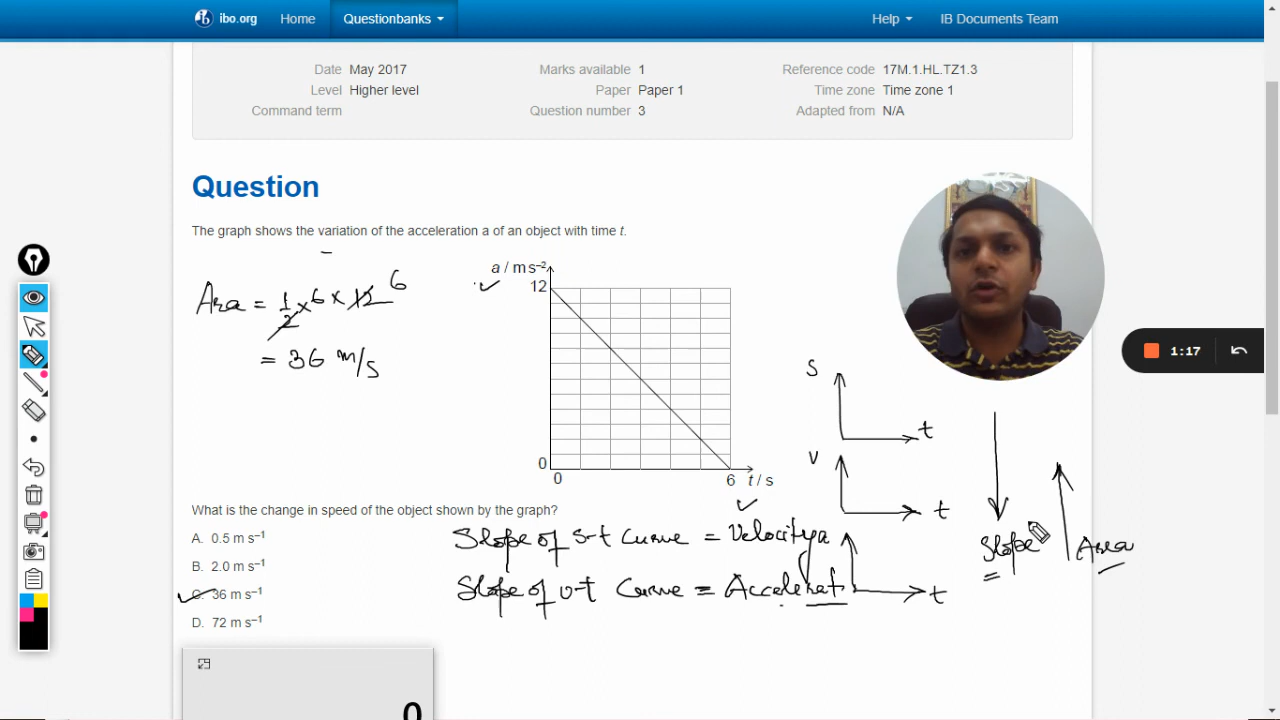 ibo.org Home Questionbanks Help IB Documents Team
Date May 2017 Marks available 1 Reference code 17M.1.HL.TZ1.3
Level Higher level Paper Paper 1 Time zone Time zone 1
Command term Question number 3 Adapted from N/A
Question
The graph shows the variation of the acceleration a of an object with time t.
Area = 1/2 × 6 × 12 6
= 36 m/s
a / m s⁻²
12
0
0 6 t / s
S
t
V
t
a
t
1:17
What is the change in speed of the object shown by the graph?
A. 0.5 m s⁻¹
B. 2.0 m s⁻¹
C. 36 m s⁻¹
D. 72 m s⁻¹
Slope of s-t Curve = Velocity
Slope of v-t Curve = Accelerat
Slope
Area
0